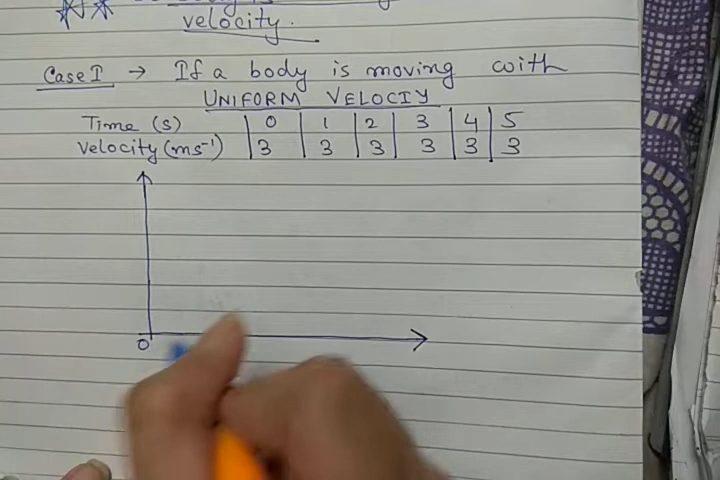 velocity.
Case I → If a body is moving with
UNIFORM VELOCIY
Time (s) | 0 | 1 | 2 | 3 | 4 | 5
Velocity (ms⁻¹) | 3 | 3 | 3 | 3 | 3 | 3
0